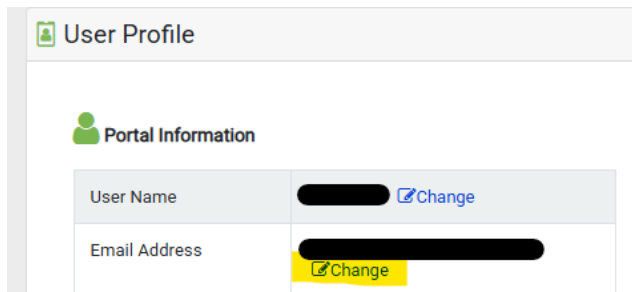 User Profile
Portal Information
User Name Change
Email Address
Change